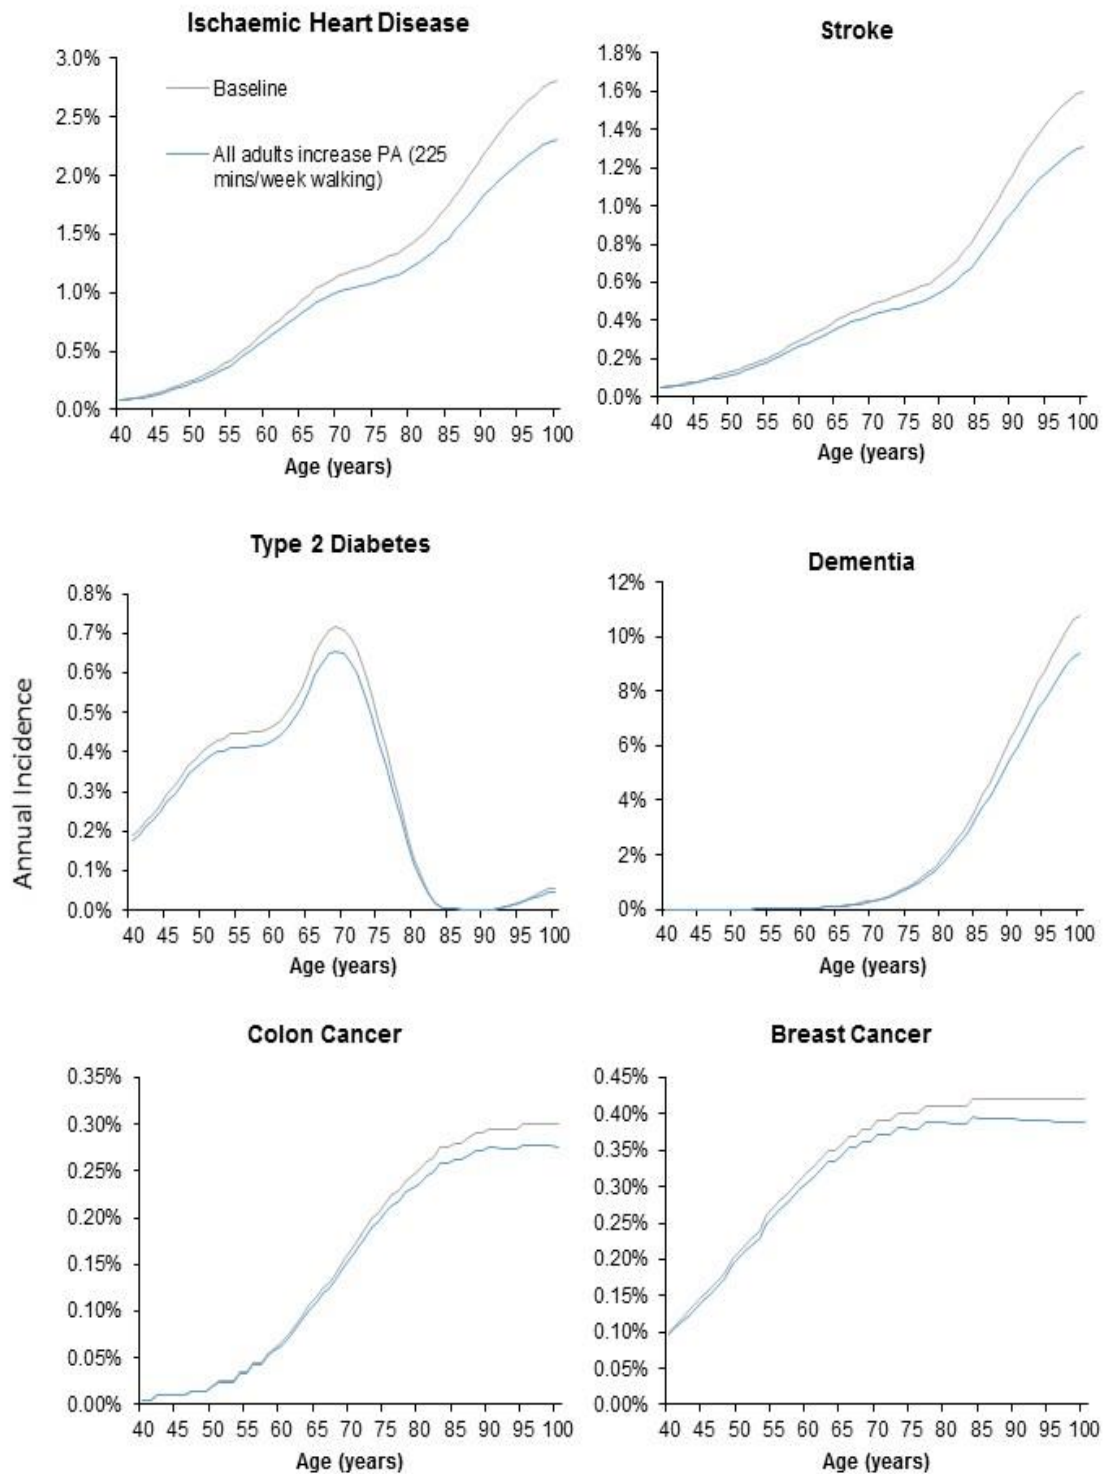 Ischaemic Heart Disease
3.0%
2.5%
2.0%
1.5%
1.0%
0.5%
0.0%
Baseline
All adults increase PA (225
mins/week walking)
40 45 50 55 60 65 70 75 80 85 90 95 100
Age (years)
Stroke
1.8%
1.6%
1.4%
1.2%
1.0%
0.8%
0.6%
0.4%
0.2%
0.0%
40 45 50 55 60 65 70 75 80 85 90 95 100
Age (years)
Annual Incidence
Type 2 Diabetes
0.8%
0.7%
0.6%
0.5%
0.4%
0.3%
0.2%
0.1%
0.0%
40 45 50 55 60 65 70 75 80 85 90 95 100
Age (years)
Dementia
12%
10%
8%
6%
4%
2%
0%
40 45 50 55 60 65 70 75 80 85 90 95 100
Age (years)
Colon Cancer
0.35%
0.30%
0.25%
0.20%
0.15%
0.10%
0.05%
0.00%
40 45 50 55 60 65 70 75 80 85 90 95 100
Age (years)
Breast Cancer
0.45%
0.40%
0.35%
0.30%
0.25%
0.20%
0.15%
0.10%
0.05%
0.00%
40 45 50 55 60 65 70 75 80 85 90 95 100
Age (years)